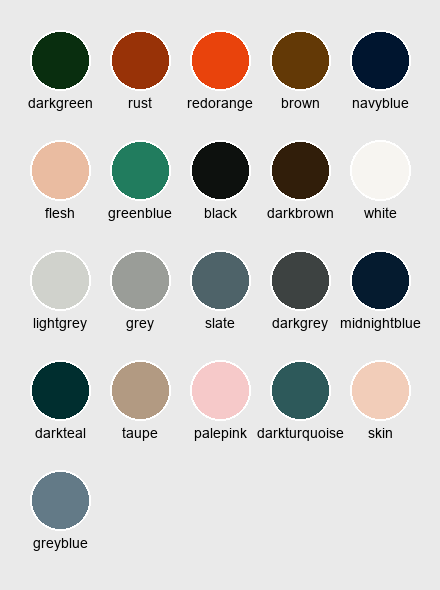 darkgreen rust redorange brown navyblue
flesh greenblue black darkbrown white
lightgrey grey slate darkgrey midnightblue
darkteal taupe palepink darkturquoise skin
greyblue